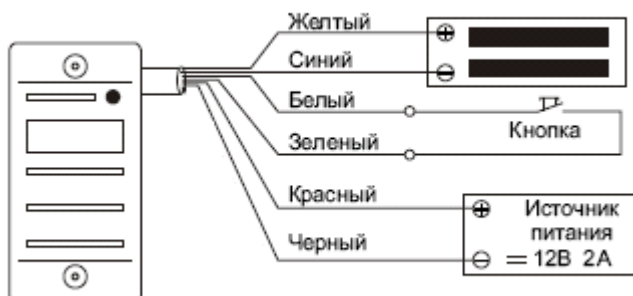 Желтый
Синий
Белый
Кнопка
Зеленый
Красный
Источник
питания
Черный
= 12В 2А